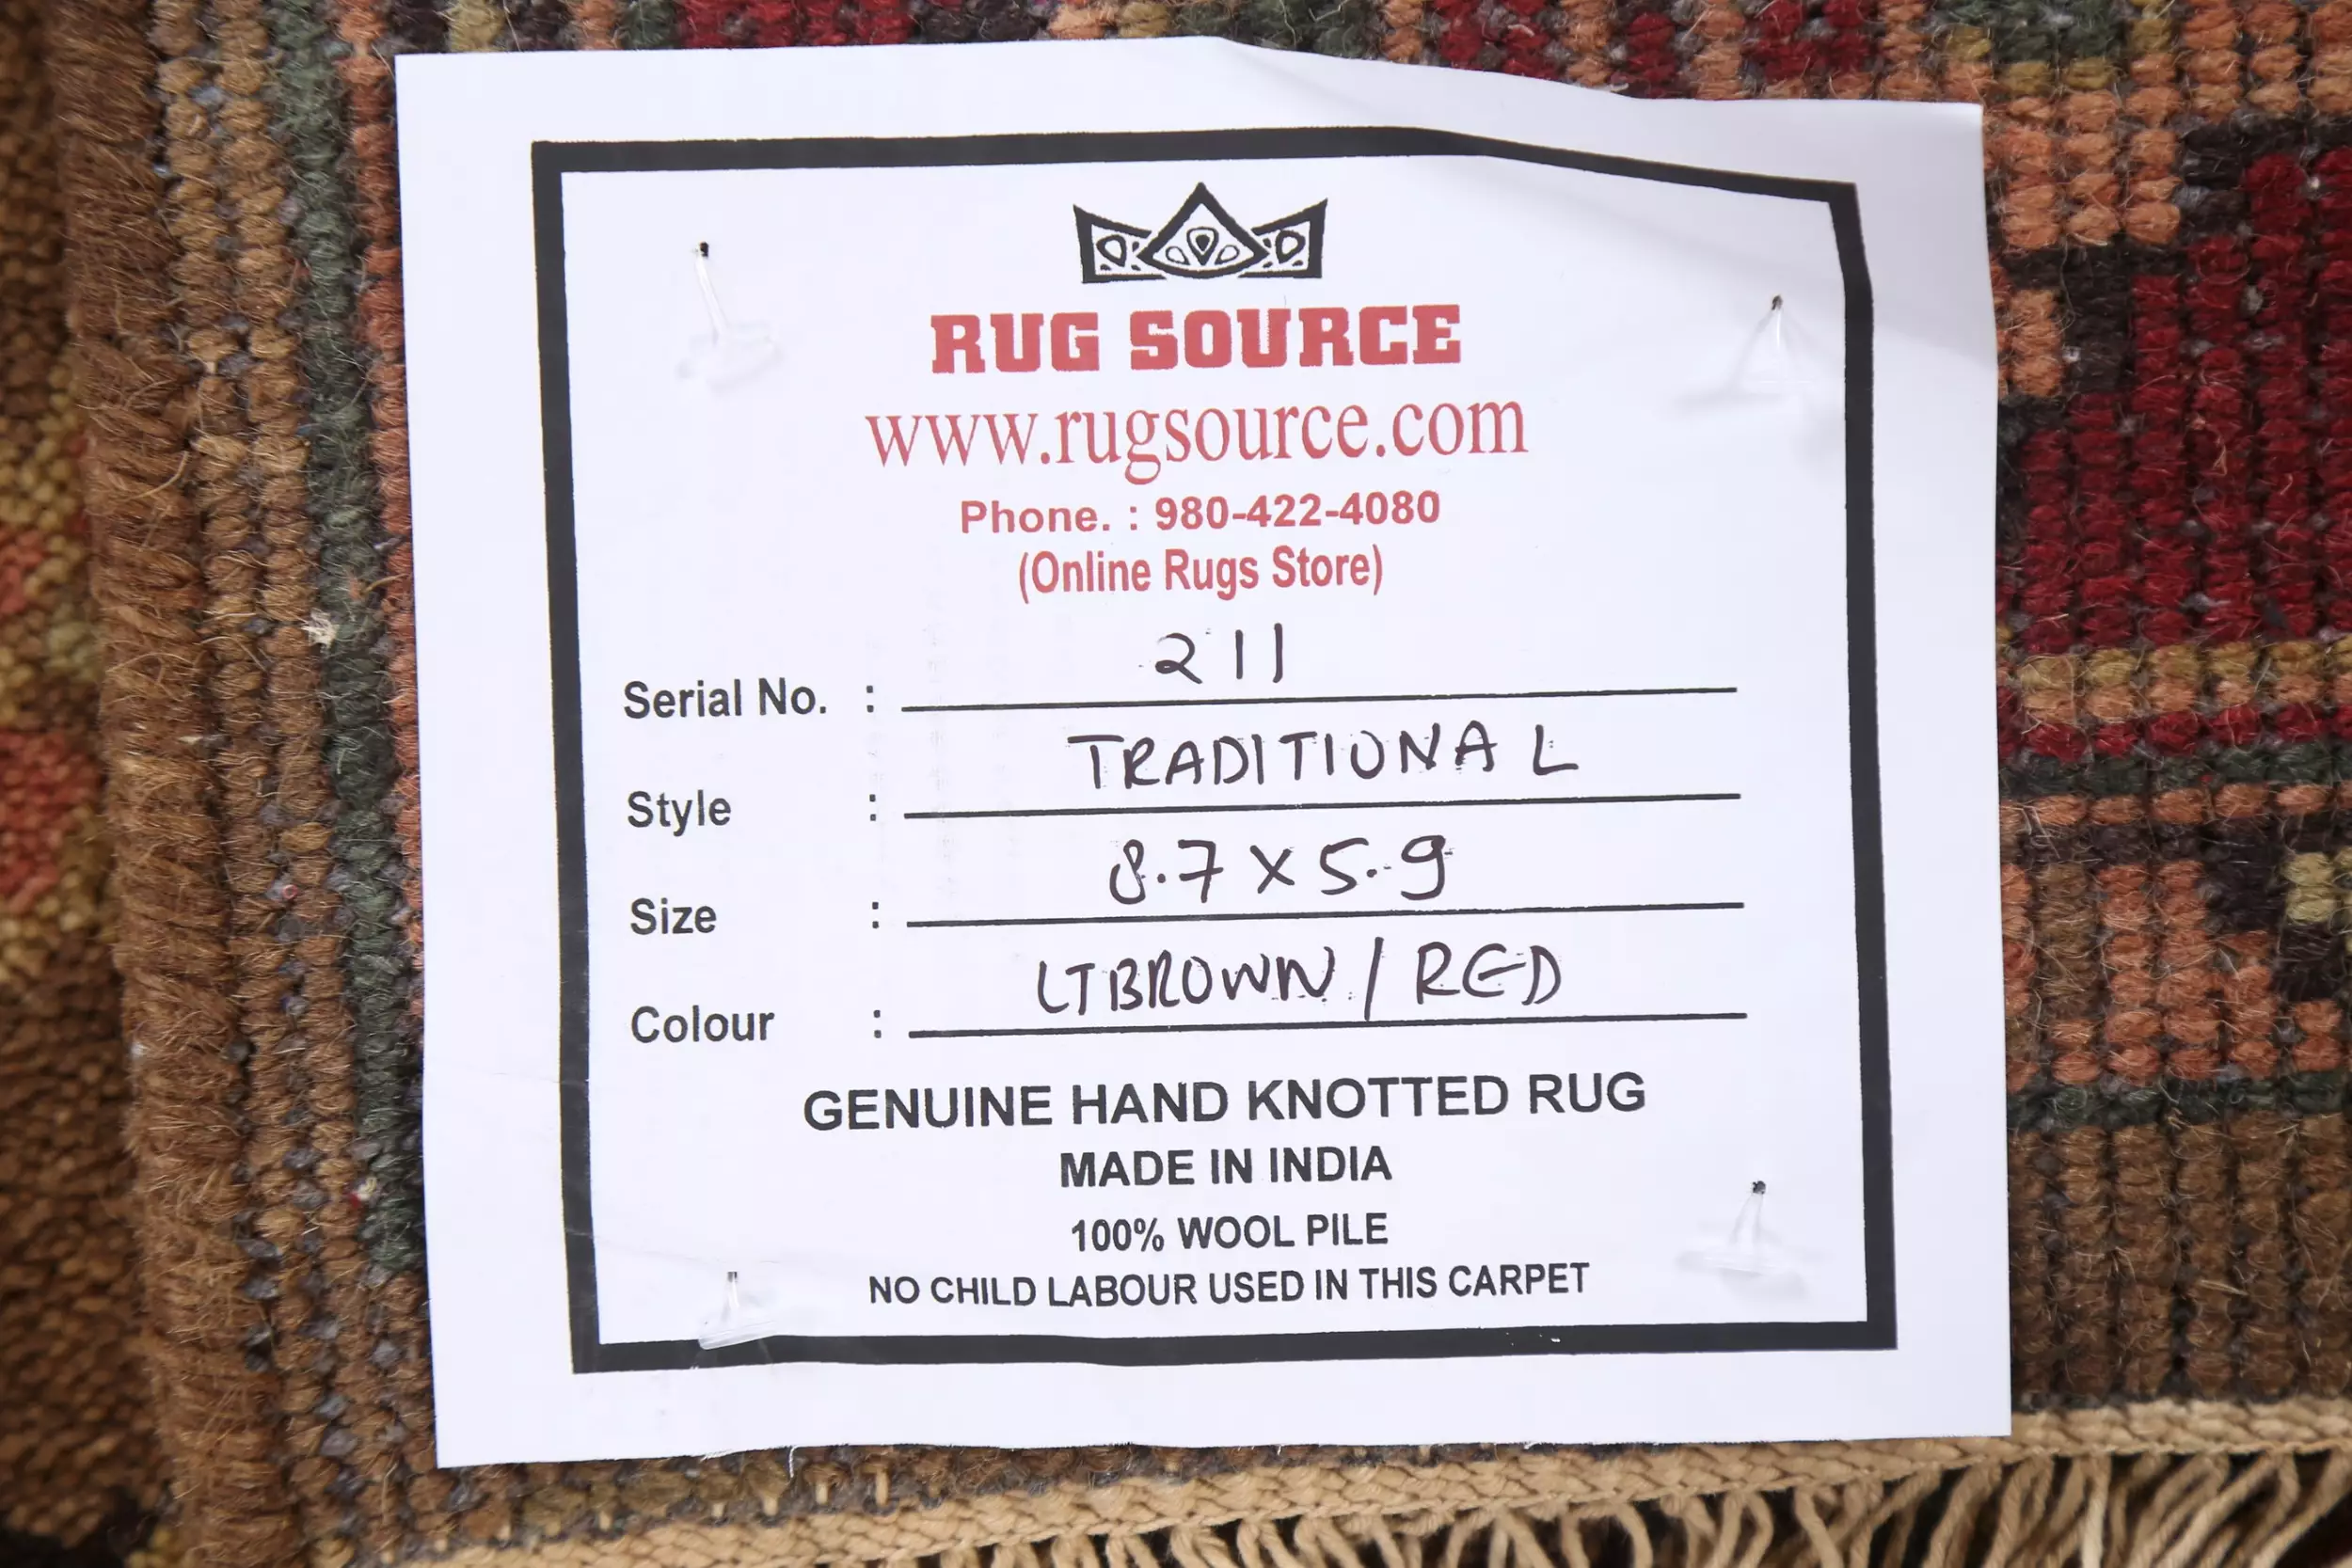 RUG SOURCE
www.rugsource.com
Phone. : 980-422-4080
(Online Rugs Store)
Serial No. : 211
Style : TRADITIONAL
Size : 8.7 X 5.9
Colour : LT BROWN / RED
GENUINE HAND KNOTTED RUG
MADE IN INDIA
100% WOOL PILE
NO CHILD LABOUR USED IN THIS CARPET